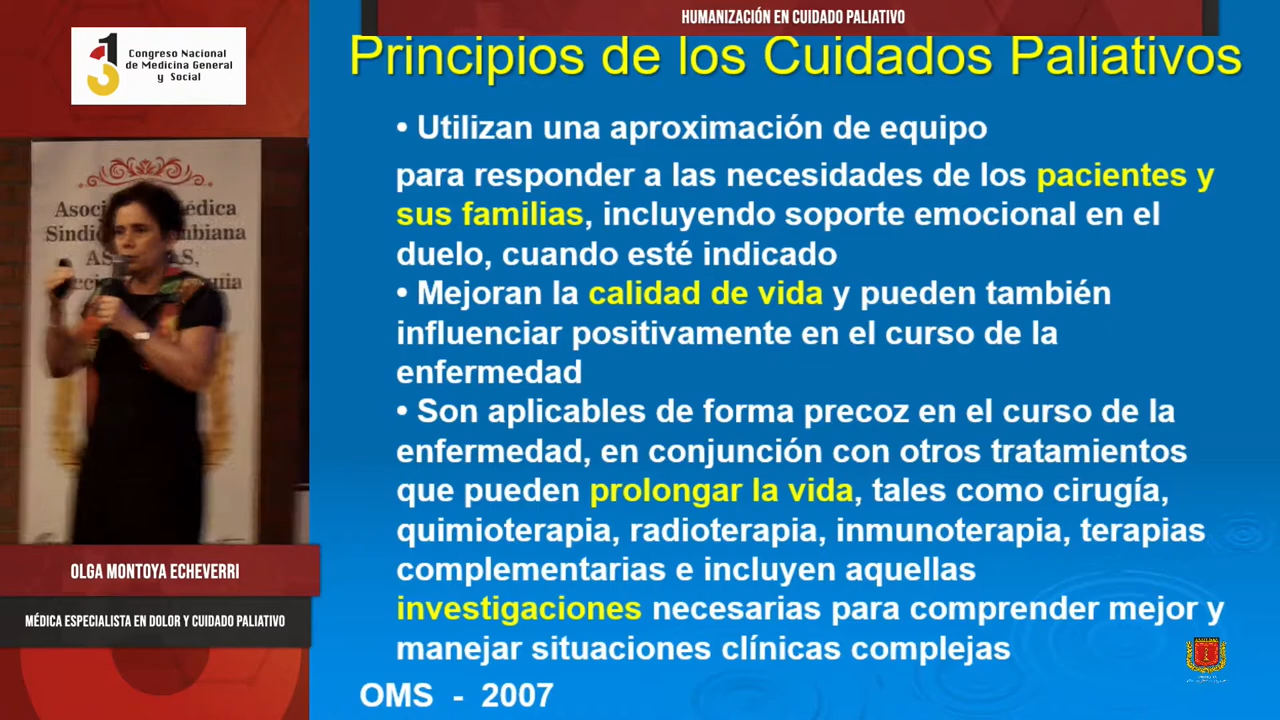 HUMANIZACIÓN EN CUIDADO PALIATIVO
Principios de los Cuidados Paliativos
Congreso Nacional
de Medicina General
y Social
• Utilizan una aproximación de equipo
para responder a las necesidades de los pacientes y
sus familias, incluyendo soporte emocional en el
duelo, cuando esté indicado
• Mejoran la calidad de vida y pueden también
influenciar positivamente en el curso de la
enfermedad
• Son aplicables de forma precoz en el curso de la
enfermedad, en conjunción con otros tratamientos
que pueden prolongar la vida, tales como cirugía,
quimioterapia, radioterapia, inmunoterapia, terapias
complementarias e incluyen aquellas
investigaciones necesarias para comprender mejor y
manejar situaciones clínicas complejas
OMS - 2007
OLGA MONTOYA ECHEVERRI
MÉDICA ESPECIALISTA EN DOLOR Y CUIDADO PALIATIVO